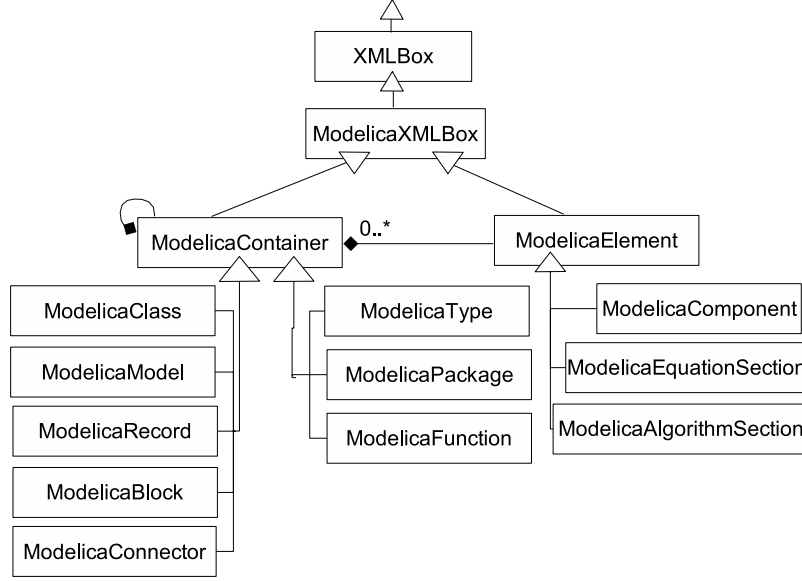 XMLBox
ModelicaXMLBox
0..*
ModelicaContainer
ModelicaElement
ModelicaClass
ModelicaType
ModelicaComponent
ModelicaModel
ModelicaPackage
ModelicaEquationSection
ModelicaRecord
ModelicaFunction
ModelicaAlgorithmSection
ModelicaBlock
ModelicaConnector